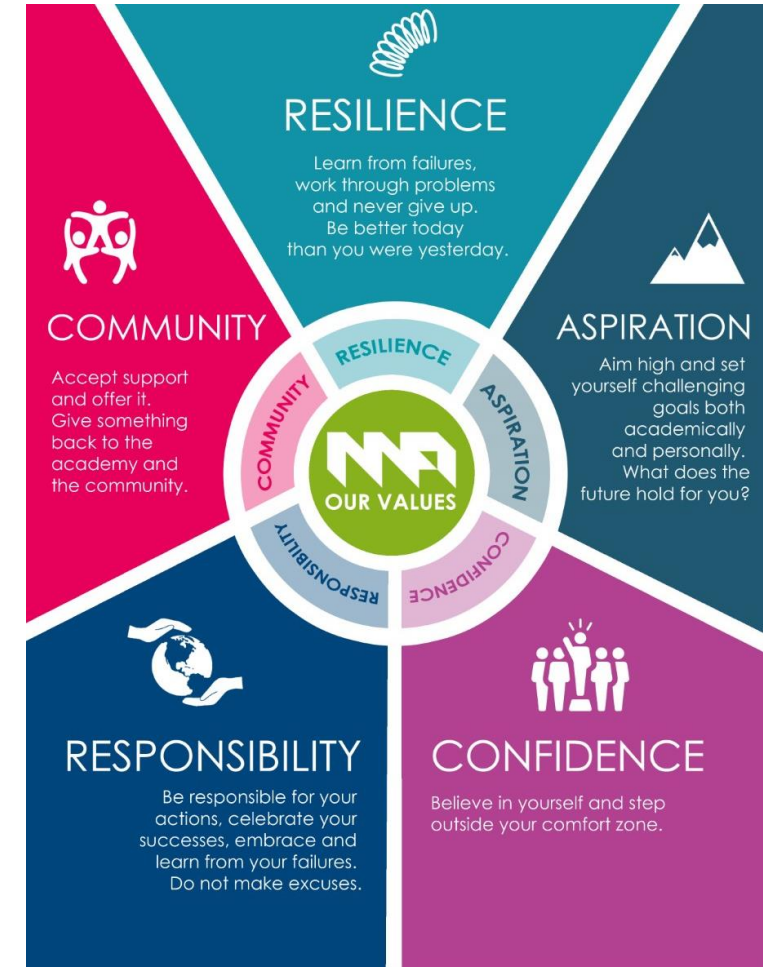 RESILIENCE
Learn from failures,
work through problems
and never give up.
Be better today
than you were yesterday.
COMMUNITY
Accept support
and offer it.
Give something
back to the
academy and
the community.
ASPIRATION
Aim high and set
yourself challenging
goals both
academically
and personally.
What does the
future hold for you?
RESILIENCE
ASPIRATION
CONFIDENCE
RESPONSIBILITY
COMMUNITY
OUR VALUES
RESPONSIBILITY
Be responsible for your
actions, celebrate your
successes, embrace and
learn from your failures.
Do not make excuses.
CONFIDENCE
Believe in yourself and step
outside your comfort zone.